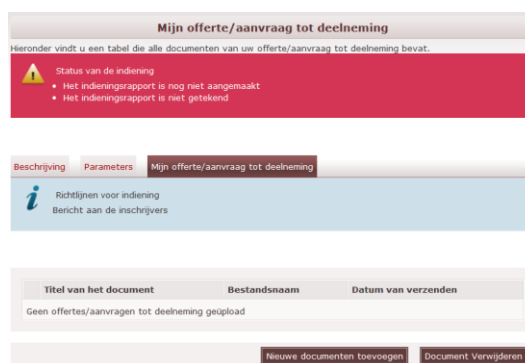 Mijn offerte/aanvraag tot deelneming
Hieronder vindt u een tabel die alle documenten van uw offerte/aanvraag tot deelneming bevat.
Status van de indiening
• Het indieningsrapport is nog niet aangemaakt
• Het indieningsrapport is niet getekend
Beschrijving Parameters Mijn offerte/aanvraag tot deelneming
Richtlijnen voor indiening
Bericht aan de inschrijvers
Titel van het document Bestandsnaam Datum van verzenden
Geen offertes/aanvragen tot deelneming geüpload
Nieuwe documenten toevoegen Document Verwijderen